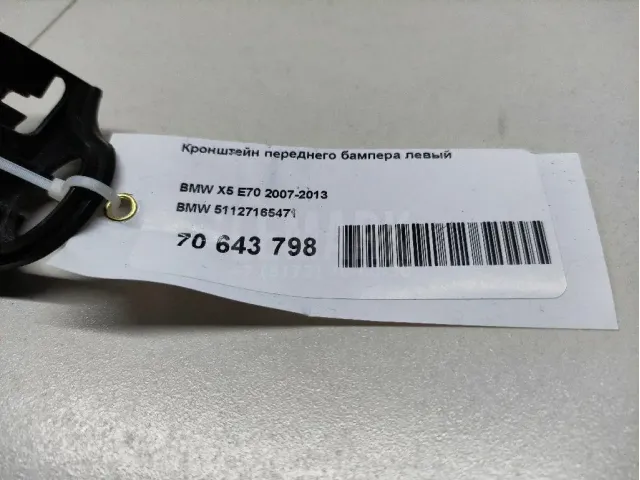 Кронштейн переднего бампера левый
BMW X5 E70 2007-2013
BMW 51127165471
70 643 798